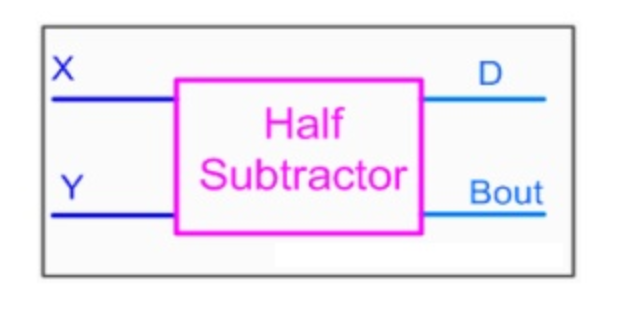 X
D
Half
Subtractor
Y
Bout